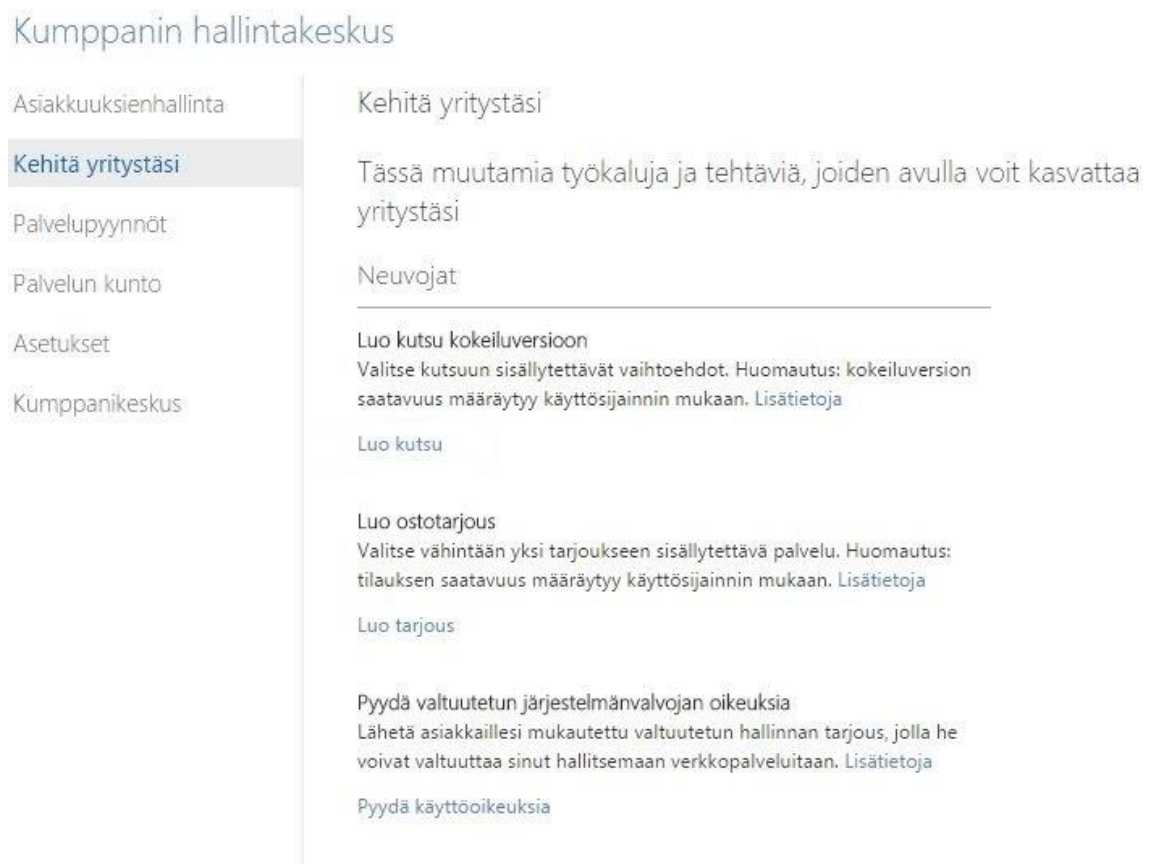 Kumppanin hallintakeskus
Asiakkuuksienhallinta
Kehitä yritystäsi
Palvelupyynnöt
Palvelun kunto
Asetukset
Kumppanikeskus
Kehitä yritystäsi
Tässä muutamia työkaluja ja tehtäviä, joiden avulla voit kasvattaa
yritystäsi
Neuvojat
Luo kutsu kokeiluversioon
Valitse kutsuun sisällytettävät vaihtoehdot. Huomautus: kokeiluversion
saatavuus määräytyy käyttösijainnin mukaan. Lisätietoja
Luo kutsu
Luo ostotarjous
Valitse vähintään yksi tarjoukseen sisällytettävä palvelu. Huomautus:
tilauksen saatavuus määräytyy käyttösijainnin mukaan. Lisätietoja
Luo tarjous
Pyydä valtuutetun järjestelmänvalvojan oikeuksia
Lähetä asiakkaillesi mukautettu valtuutetun hallinnan tarjous, jolla he
voivat valtuuttaa sinut hallitsemaan verkkopalveluitaan. Lisätietoja
Pyydä käyttöoikeuksia